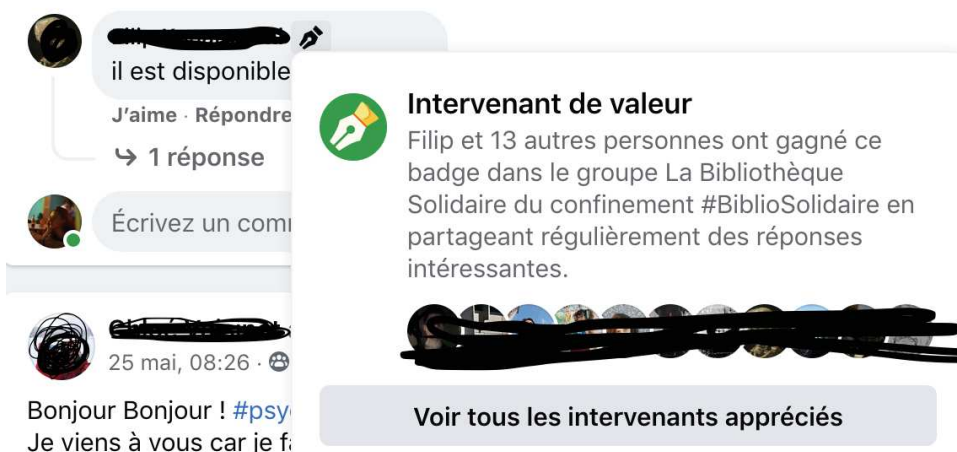 il est disponible
J'aime · Répondre
1 réponse
Écrivez un com
25 mai, 08:26 ·
Bonjour Bonjour ! #psy
Je viens à vous car je fa
Intervenant de valeur
Filip et 13 autres personnes ont gagné ce
badge dans le groupe La Bibliothèque
Solidaire du confinement #BiblioSolidaire en
partageant régulièrement des réponses
intéressantes.
Voir tous les intervenants appréciés